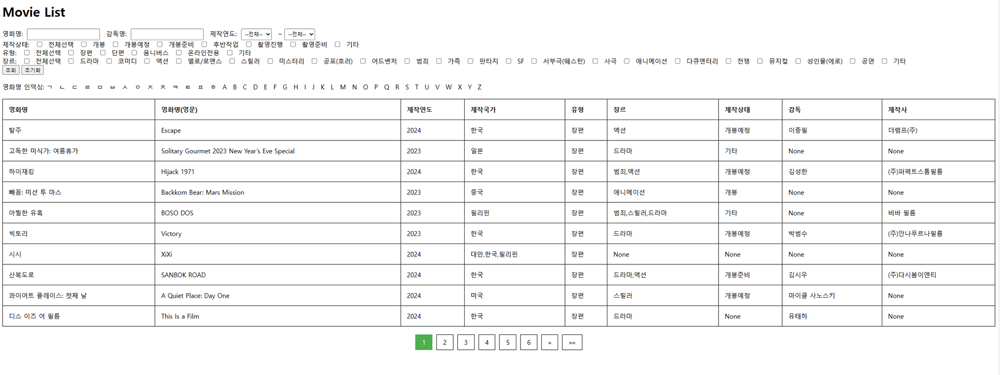 Movie List
영화명: 감독명: 제작연도: --전체-- ~ --전체--
제작상태: 전체선택 개봉 개봉예정 개봉준비 후반작업 촬영진행 촬영준비 기타
유형: 전체선택 장편 단편 옴니버스 온라인전용 기타
장르: 전체선택 드라마 코미디 액션 멜로/로멘스 스릴러 미스터리 공포(호러) 어드벤처 범죄 가족 판타지 SF 서부극(웨스턴) 사극 애니메이션 다큐멘터리 전쟁 뮤지컬 성인물(에로) 공연 기타
조회 초기화
영화명 인덱싱: ㄱ ㄴ ㄷ ㄹ ㅁ ㅂ ㅅ ㅇ ㅈ ㅊ ㅋ ㅌ ㅍ ㅎ A B C D E F G H I J K L M N O P Q R S T U V W X Y Z
영화명 영화명(영문) 제작연도 제작국가 유형 장르 제작상태 감독 제작사
탈주 Escape 2024 한국 장편 액션 개봉예정 이종필 더램프(주)
고독한 미식가: 여름휴가 Solitary Gourmet 2023 New Year's Eve Special 2023 일본 장편 드라마 기타 None None
하이재킹 Hijack 1971 2024 한국 장편 범죄,액션 개봉예정 김성한 (주)퍼펙트스톰필름
빼꼼: 미션 투 마스 Backkom Bear: Mars Mission 2023 중국 장편 애니메이션 개봉 None None
아찔한 유혹 BOSO DOS 2023 필리핀 장편 범죄,스릴러,드라마 기타 None 비바 필름
빅토리 Victory 2023 한국 장편 드라마 개봉예정 박범수 (주)안나푸르나필름
시시 XiXi 2024 대만,한국,필리핀 장편 None None None None
산복도로 SANBOK ROAD 2024 한국 장편 드라마,액션 개봉준비 김시우 (주)다시봄이엔티
콰이어트 플레이스: 첫째 날 A Quiet Place: Day One 2024 미국 장편 스릴러 개봉예정 마이클 사노스키 None
디스 이즈 어 필름 This Is a Film 2024 한국 장편 드라마 None 유태하 None
1 2 3 4 5 6 » »»